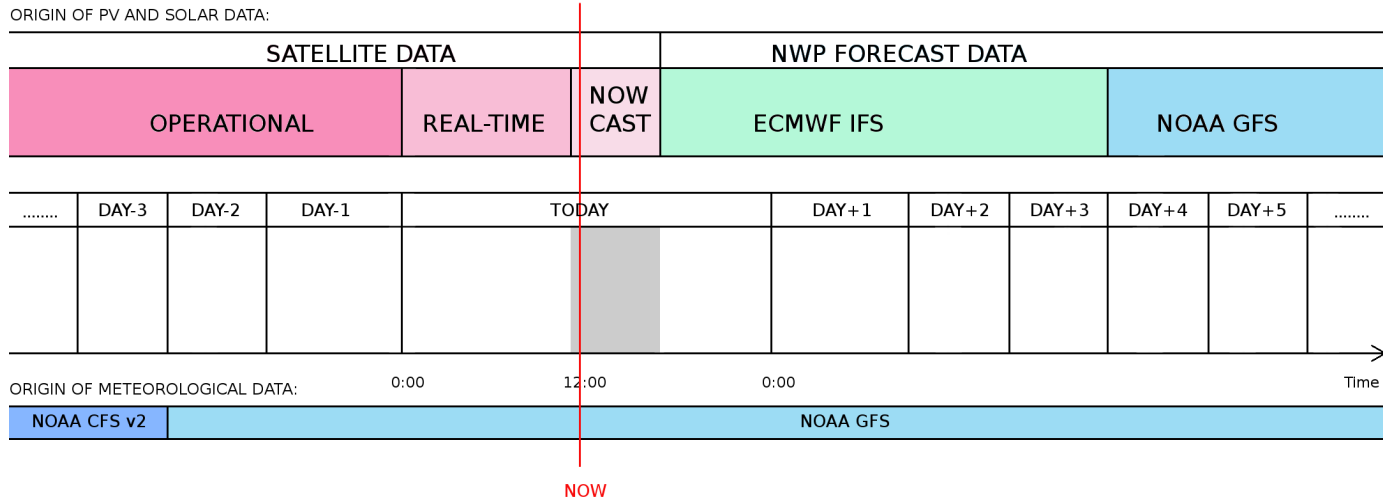 ORIGIN OF PV AND SOLAR DATA:
SATELLITE DATA NWP FORECAST DATA
OPERATIONAL REAL-TIME NOW CAST ECMWF IFS NOAA GFS
........ DAY-3 DAY-2 DAY-1 TODAY DAY+1 DAY+2 DAY+3 DAY+4 DAY+5 ........
0:00 12:00 0:00 Time
ORIGIN OF METEOROLOGICAL DATA:
NOAA CFS v2 NOAA GFS
NOW